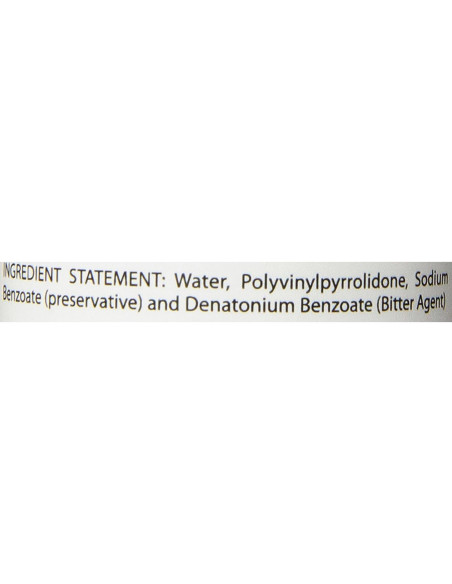 INGREDIENT STATEMENT: Water, Polyvinylpyrrolidone, Sodium
Benzoate (preservative) and Denatonium Benzoate (Bitter Agent)